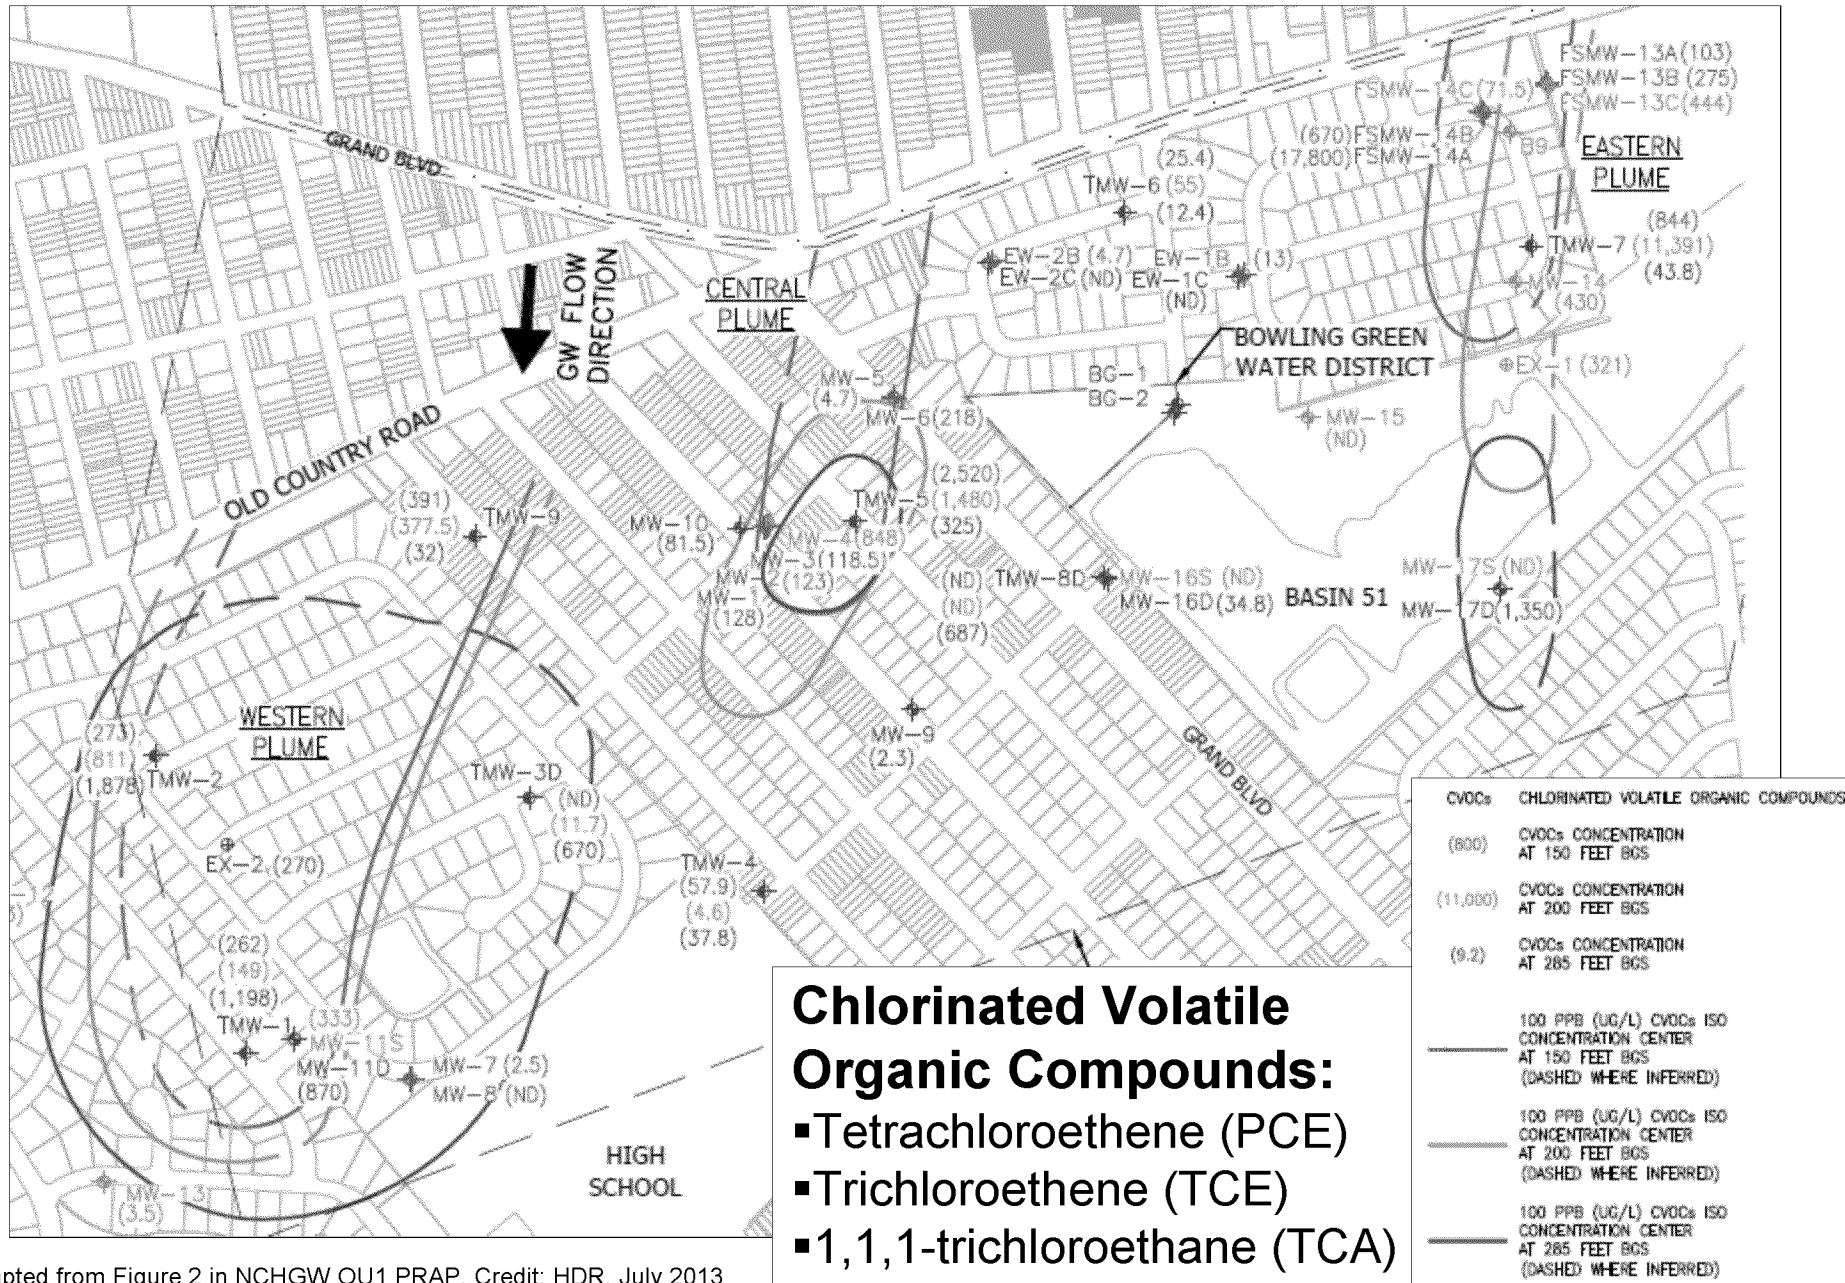 FSMW-13A(103)
FSMW-13B (275)
FSMW-13C(444)
FSMW-14C(71.5)
(670)FSMW-14B
(17,800)FSMW-14A
B9
EASTERN
PLUME
GRAND BLVD
(25.4)
TMW-6 (55)
(12.4)
(844)
TMW-7 (11,391)
(43.8)
MW-14
(430)
GW FLOW
DIRECTION
CENTRAL
PLUME
EW-2B (4.7)
EW-2C (ND)
EW-1B (13)
EW-1C
(ND)
BOWLING GREEN
WATER DISTRICT
BG-1
BG-2
EX-1 (321)
MW-15
(ND)
MW-5
(4.7)
MW-6(218)
OLD COUNTRY ROAD
(391)
(377.5)
(32)
TMW-9
MW-10
(81.5)
(2,520)
TMW-5(1,480)
(325)
MW-4(848)
MW-3(118.5)
MW-2(123)
MW-1
(128)
(ND)
(ND)
(687)
TMW-8D
MW-16S (ND)
MW-16D(34.8)
BASIN 51
MW-17S (ND)
MW-17D(1,350)
WESTERN
PLUME
(273)
(811)
(1,878)
TMW-2
TMW-3D
(ND)
(11.7)
(670)
MW-9
(2.3)
GRAND BLVD
EX-2 (270)
TMW-4
(57.9)
(4.6)
(37.8)
(262)
(149)
(1,198)
TMW-1
(333)
MW-11S
MW-11D
(870)
MW-7 (2.5)
MW-8 (ND)
HIGH
SCHOOL
MW-13
(3.5)
Chlorinated Volatile
Organic Compounds:
▪Tetrachloroethene (PCE)
▪Trichloroethene (TCE)
▪1,1,1-trichloroethane (TCA)
CVOCs CHLORINATED VOLATILE ORGANIC COMPOUNDS
(800) CVOCs CONCENTRATION
AT 150 FEET BGS
(11,000) CVOCs CONCENTRATION
AT 200 FEET BGS
(9.2) CVOCs CONCENTRATION
AT 285 FEET BGS
100 PPB (UG/L) CVOCs ISO
CONCENTRATION CENTER
AT 150 FEET BGS
(DASHED WHERE INFERRED)
100 PPB (UG/L) CVOCs ISO
CONCENTRATION CENTER
AT 200 FEET BGS
(DASHED WHERE INFERRED)
100 PPB (UG/L) CVOCs ISO
CONCENTRATION CENTER
AT 285 FEET BGS
(DASHED WHERE INFERRED)
from Figure 2 in NCHGW OU1 PRAP. Credit: HDR, July 2013